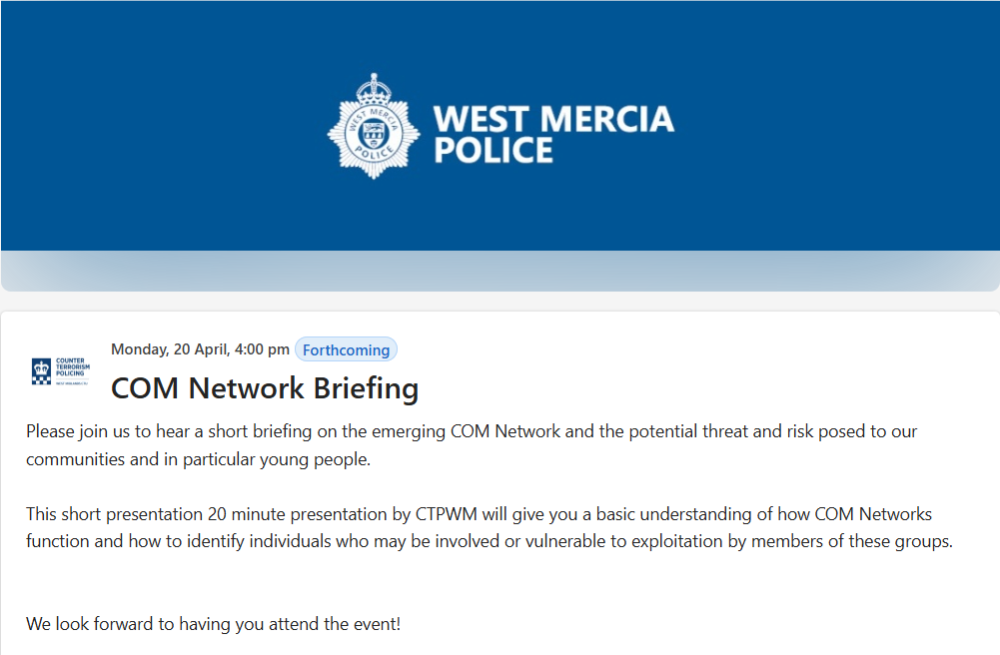 WEST MERCIA
POLICE
WEST MERCIA
POLICE
Monday, 20 April, 4:00 pm Forthcoming
COUNTER
TERRORISM
POLICING
WEST MIDLANDS CTU
COM Network Briefing
Please join us to hear a short briefing on the emerging COM Network and the potential threat and risk posed to our
communities and in particular young people.
This short presentation 20 minute presentation by CTPWM will give you a basic understanding of how COM Networks
function and how to identify individuals who may be involved or vulnerable to exploitation by members of these groups.
We look forward to having you attend the event!